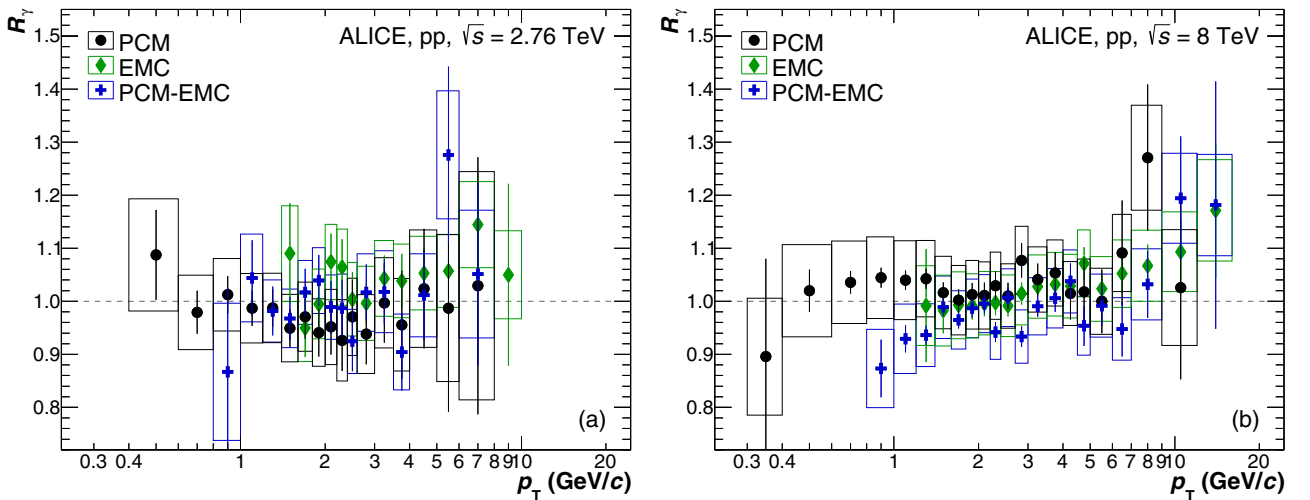 Rγ
1.5
1.4
1.3
1.2
1.1
1.0
0.9
0.8
ALICE, pp, √s = 2.76 TeV
PCM
EMC
PCM-EMC
(a)
0.3 0.4 1 2 3 4 5 6 7 8 9 10 20
pT (GeV/c)
Rγ
1.5
1.4
1.3
1.2
1.1
1.0
0.9
0.8
ALICE, pp, √s = 8 TeV
PCM
EMC
PCM-EMC
(b)
0.3 0.4 1 2 3 4 5 6 7 8 9 10 20
pT (GeV/c)